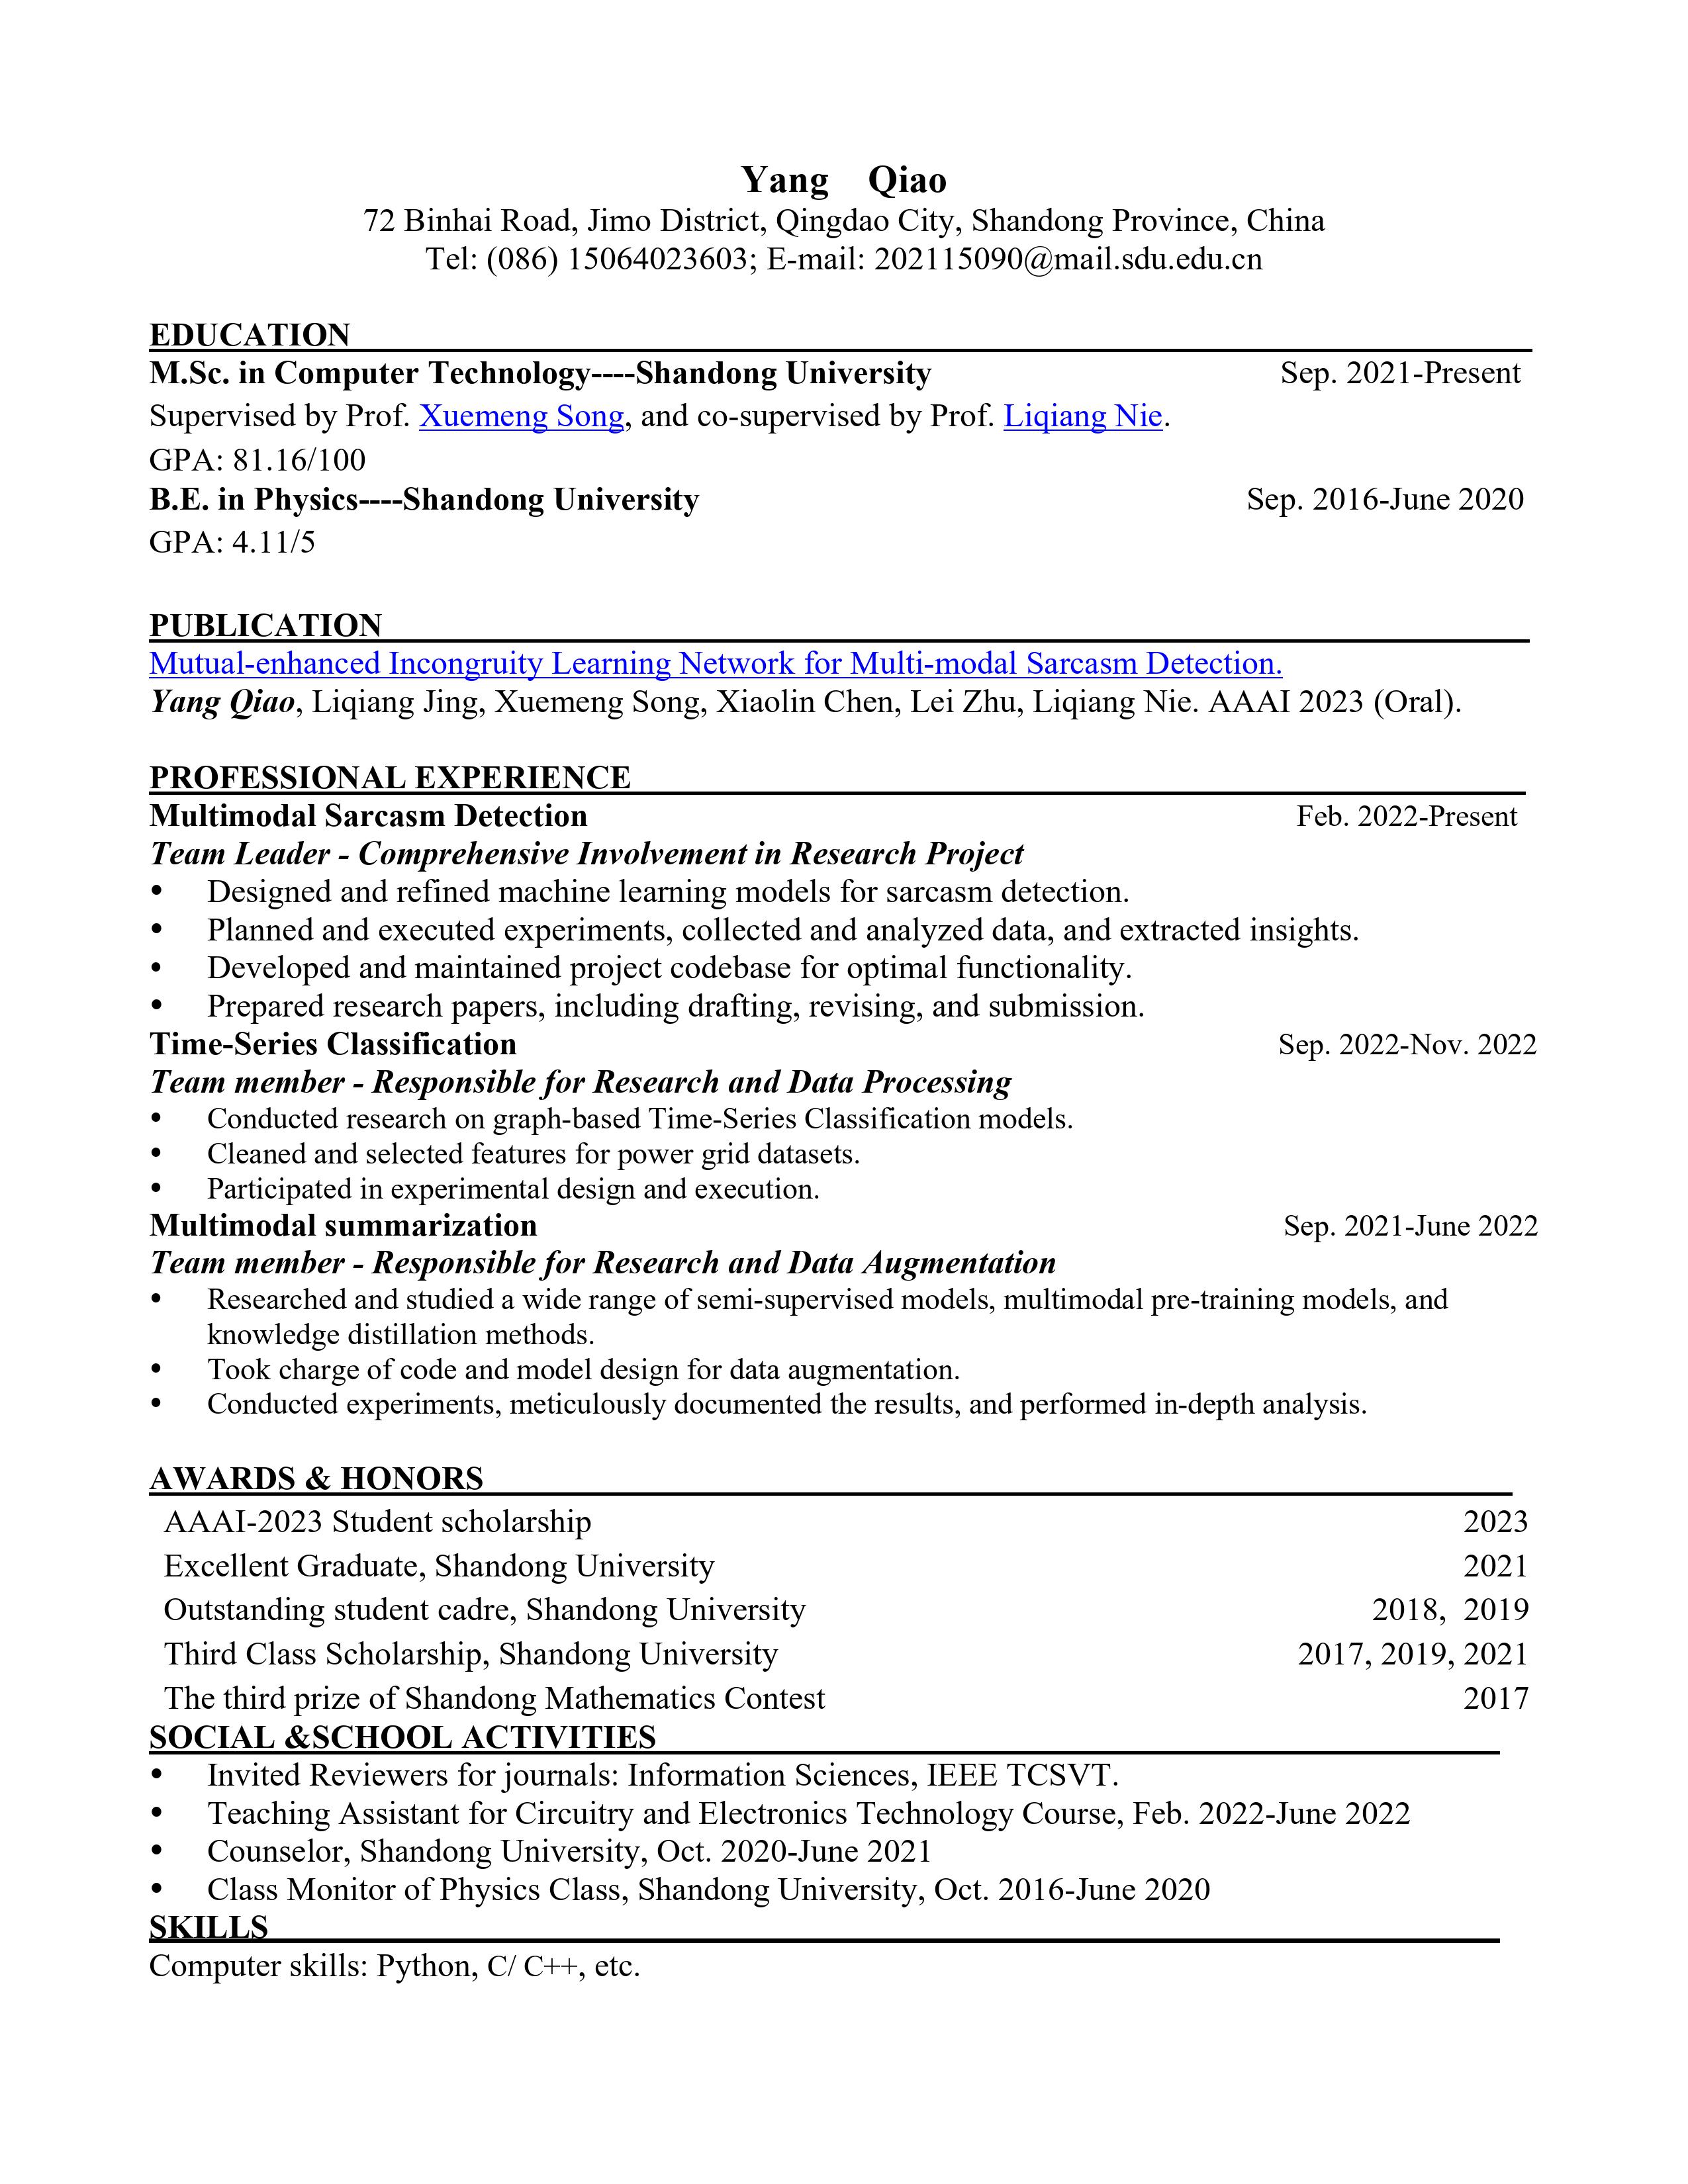 Yang Qiao
72 Binhai Road, Jimo District, Qingdao City, Shandong Province, China
Tel: (086) 15064023603; E-mail: 202115090@mail.sdu.edu.cn
EDUCATION
M.Sc. in Computer Technology----Shandong University Sep. 2021-Present
Supervised by Prof. Xuemeng Song, and co-supervised by Prof. Liqiang Nie.
GPA: 81.16/100
B.E. in Physics----Shandong University Sep. 2016-June 2020
GPA: 4.11/5
PUBLICATION
Mutual-enhanced Incongruity Learning Network for Multi-modal Sarcasm Detection.
Yang Qiao, Liqiang Jing, Xuemeng Song, Xiaolin Chen, Lei Zhu, Liqiang Nie. AAAI 2023 (Oral).
PROFESSIONAL EXPERIENCE
Multimodal Sarcasm Detection Feb. 2022-Present
Team Leader - Comprehensive Involvement in Research Project
• Designed and refined machine learning models for sarcasm detection.
• Planned and executed experiments, collected and analyzed data, and extracted insights.
• Developed and maintained project codebase for optimal functionality.
• Prepared research papers, including drafting, revising, and submission.
Time-Series Classification Sep. 2022-Nov. 2022
Team member - Responsible for Research and Data Processing
• Conducted research on graph-based Time-Series Classification models.
• Cleaned and selected features for power grid datasets.
• Participated in experimental design and execution.
Multimodal summarization Sep. 2021-June 2022
Team member - Responsible for Research and Data Augmentation
• Researched and studied a wide range of semi-supervised models, multimodal pre-training models, and
knowledge distillation methods.
• Took charge of code and model design for data augmentation.
• Conducted experiments, meticulously documented the results, and performed in-depth analysis.
AWARDS & HONORS
AAAI-2023 Student scholarship 2023
Excellent Graduate, Shandong University 2021
Outstanding student cadre, Shandong University 2018, 2019
Third Class Scholarship, Shandong University 2017, 2019, 2021
The third prize of Shandong Mathematics Contest 2017
SOCIAL &SCHOOL ACTIVITIES
• Invited Reviewers for journals: Information Sciences, IEEE TCSVT.
• Teaching Assistant for Circuitry and Electronics Technology Course, Feb. 2022-June 2022
• Counselor, Shandong University, Oct. 2020-June 2021
• Class Monitor of Physics Class, Shandong University, Oct. 2016-June 2020
SKILLS
Computer skills: Python, C/ C++, etc.